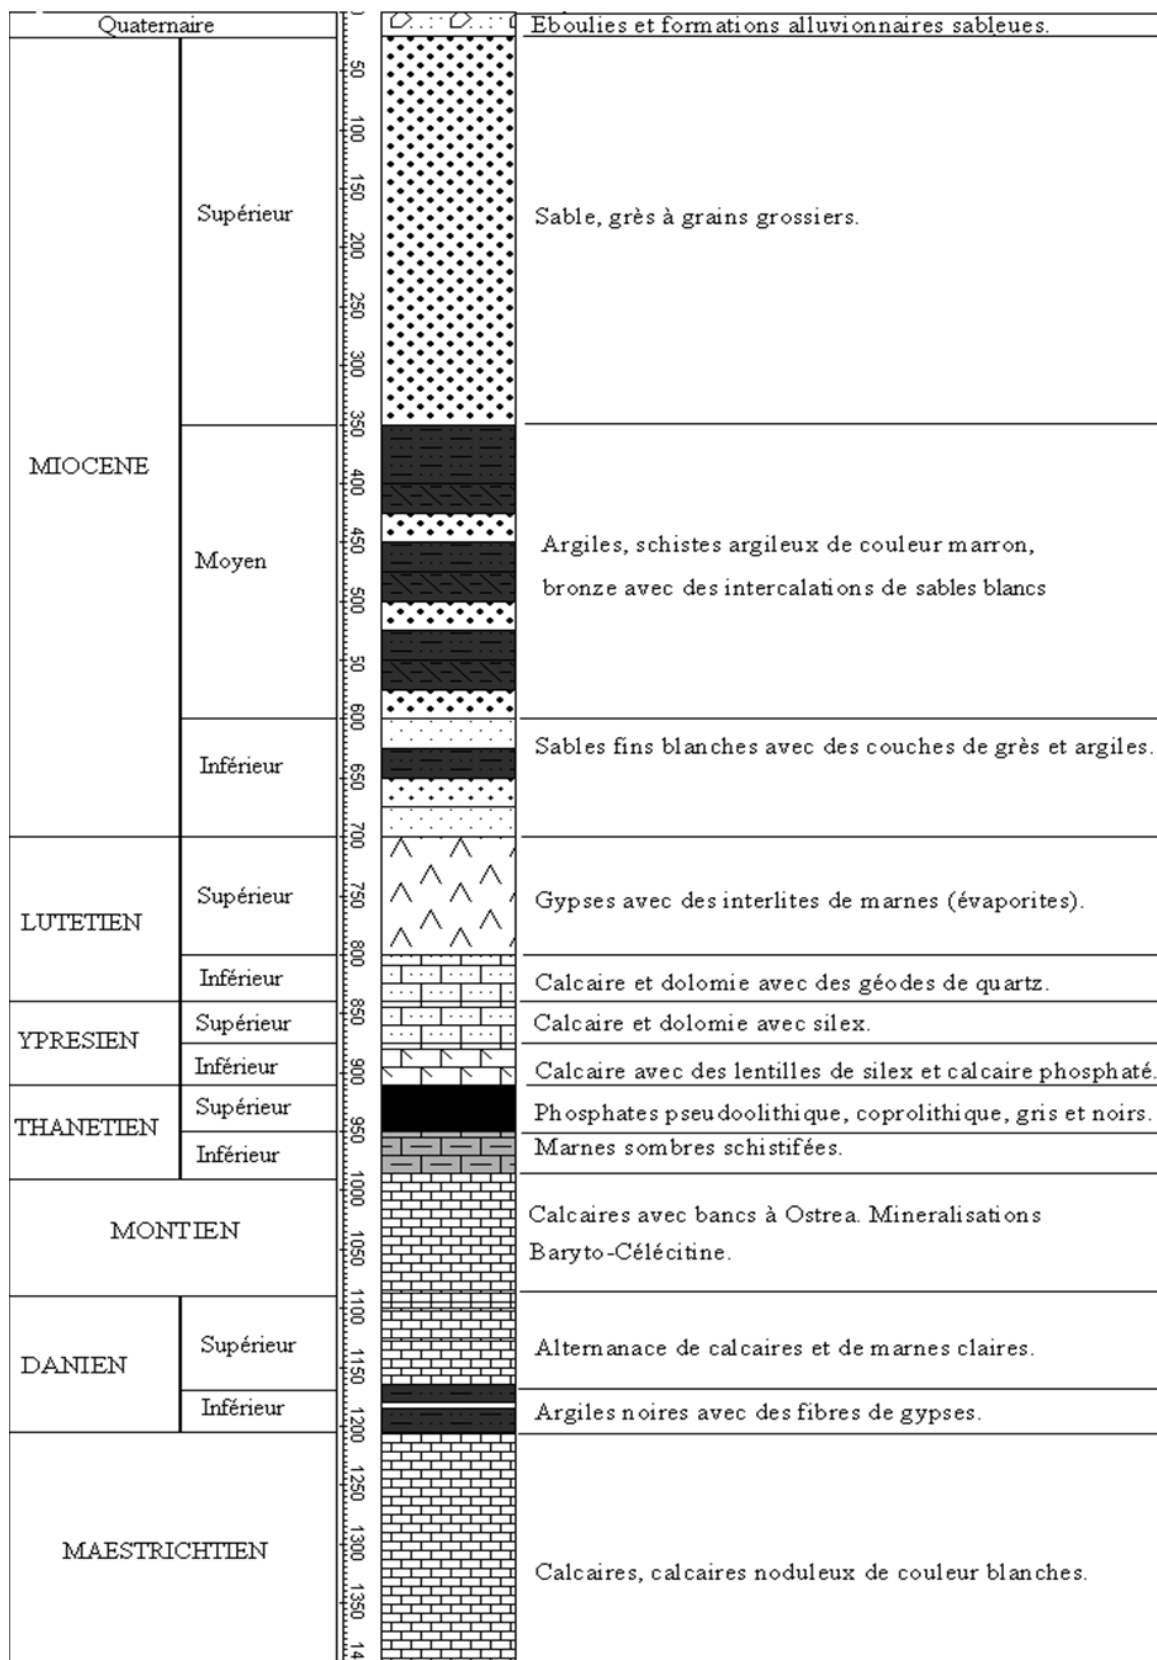 Quaternaire
Eboulies et formations alluvionnaires sableues.
MIOCENE
Supérieur
Sable, grès à grains grossiers.
Moyen
Argiles, schistes argileux de couleur marron,
bronze avec des intercalations de sables blancs
Inférieur
Sables fins blanches avec des couches de grès et argiles.
LUTETIEN
Supérieur
Gypses avec des interlites de marnes (évaporites).
Inférieur
Calcaire et dolomie avec des géodes de quartz.
YPRESIEN
Supérieur
Calcaire et dolomie avec silex.
Inférieur
Calcaire avec des lentilles de silex et calcaire phosphaté.
THANETIEN
Supérieur
Phosphates pseudoolithique, coprolithique, gris et noirs.
Inférieur
Marnes sombres schistifées.
MONTIEN
Calcaires avec bancs à Ostrea. Mineralisations
Baryto-Célécitine.
DANIEN
Supérieur
Alternanace de calcaires et de marnes claires.
Inférieur
Argiles noires avec des fibres de gypses.
MAESTRICHTIEN
Calcaires, calcaires noduleux de couleur blanches.
50
100
150
200
250
300
350
400
450
500
50
600
650
700
750
800
850
900
950
1000
1050
1100
1150
1200
1250
1300
1350
14